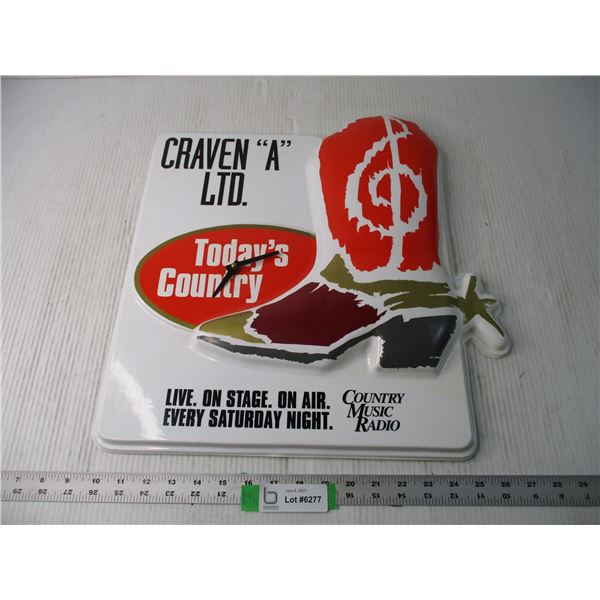 CRAVEN "A"
LTD.
Today's
Country
LIVE. ON STAGE. ON AIR.
EVERY SATURDAY NIGHT.
COUNTRY
MUSIC
RADIO
b
Lot #6277